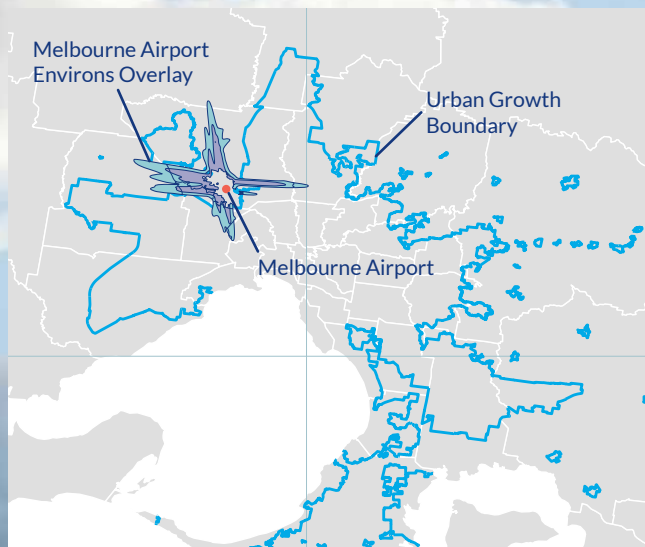 Melbourne Airport
Environs Overlay
Urban Growth
Boundary
Melbourne Airport